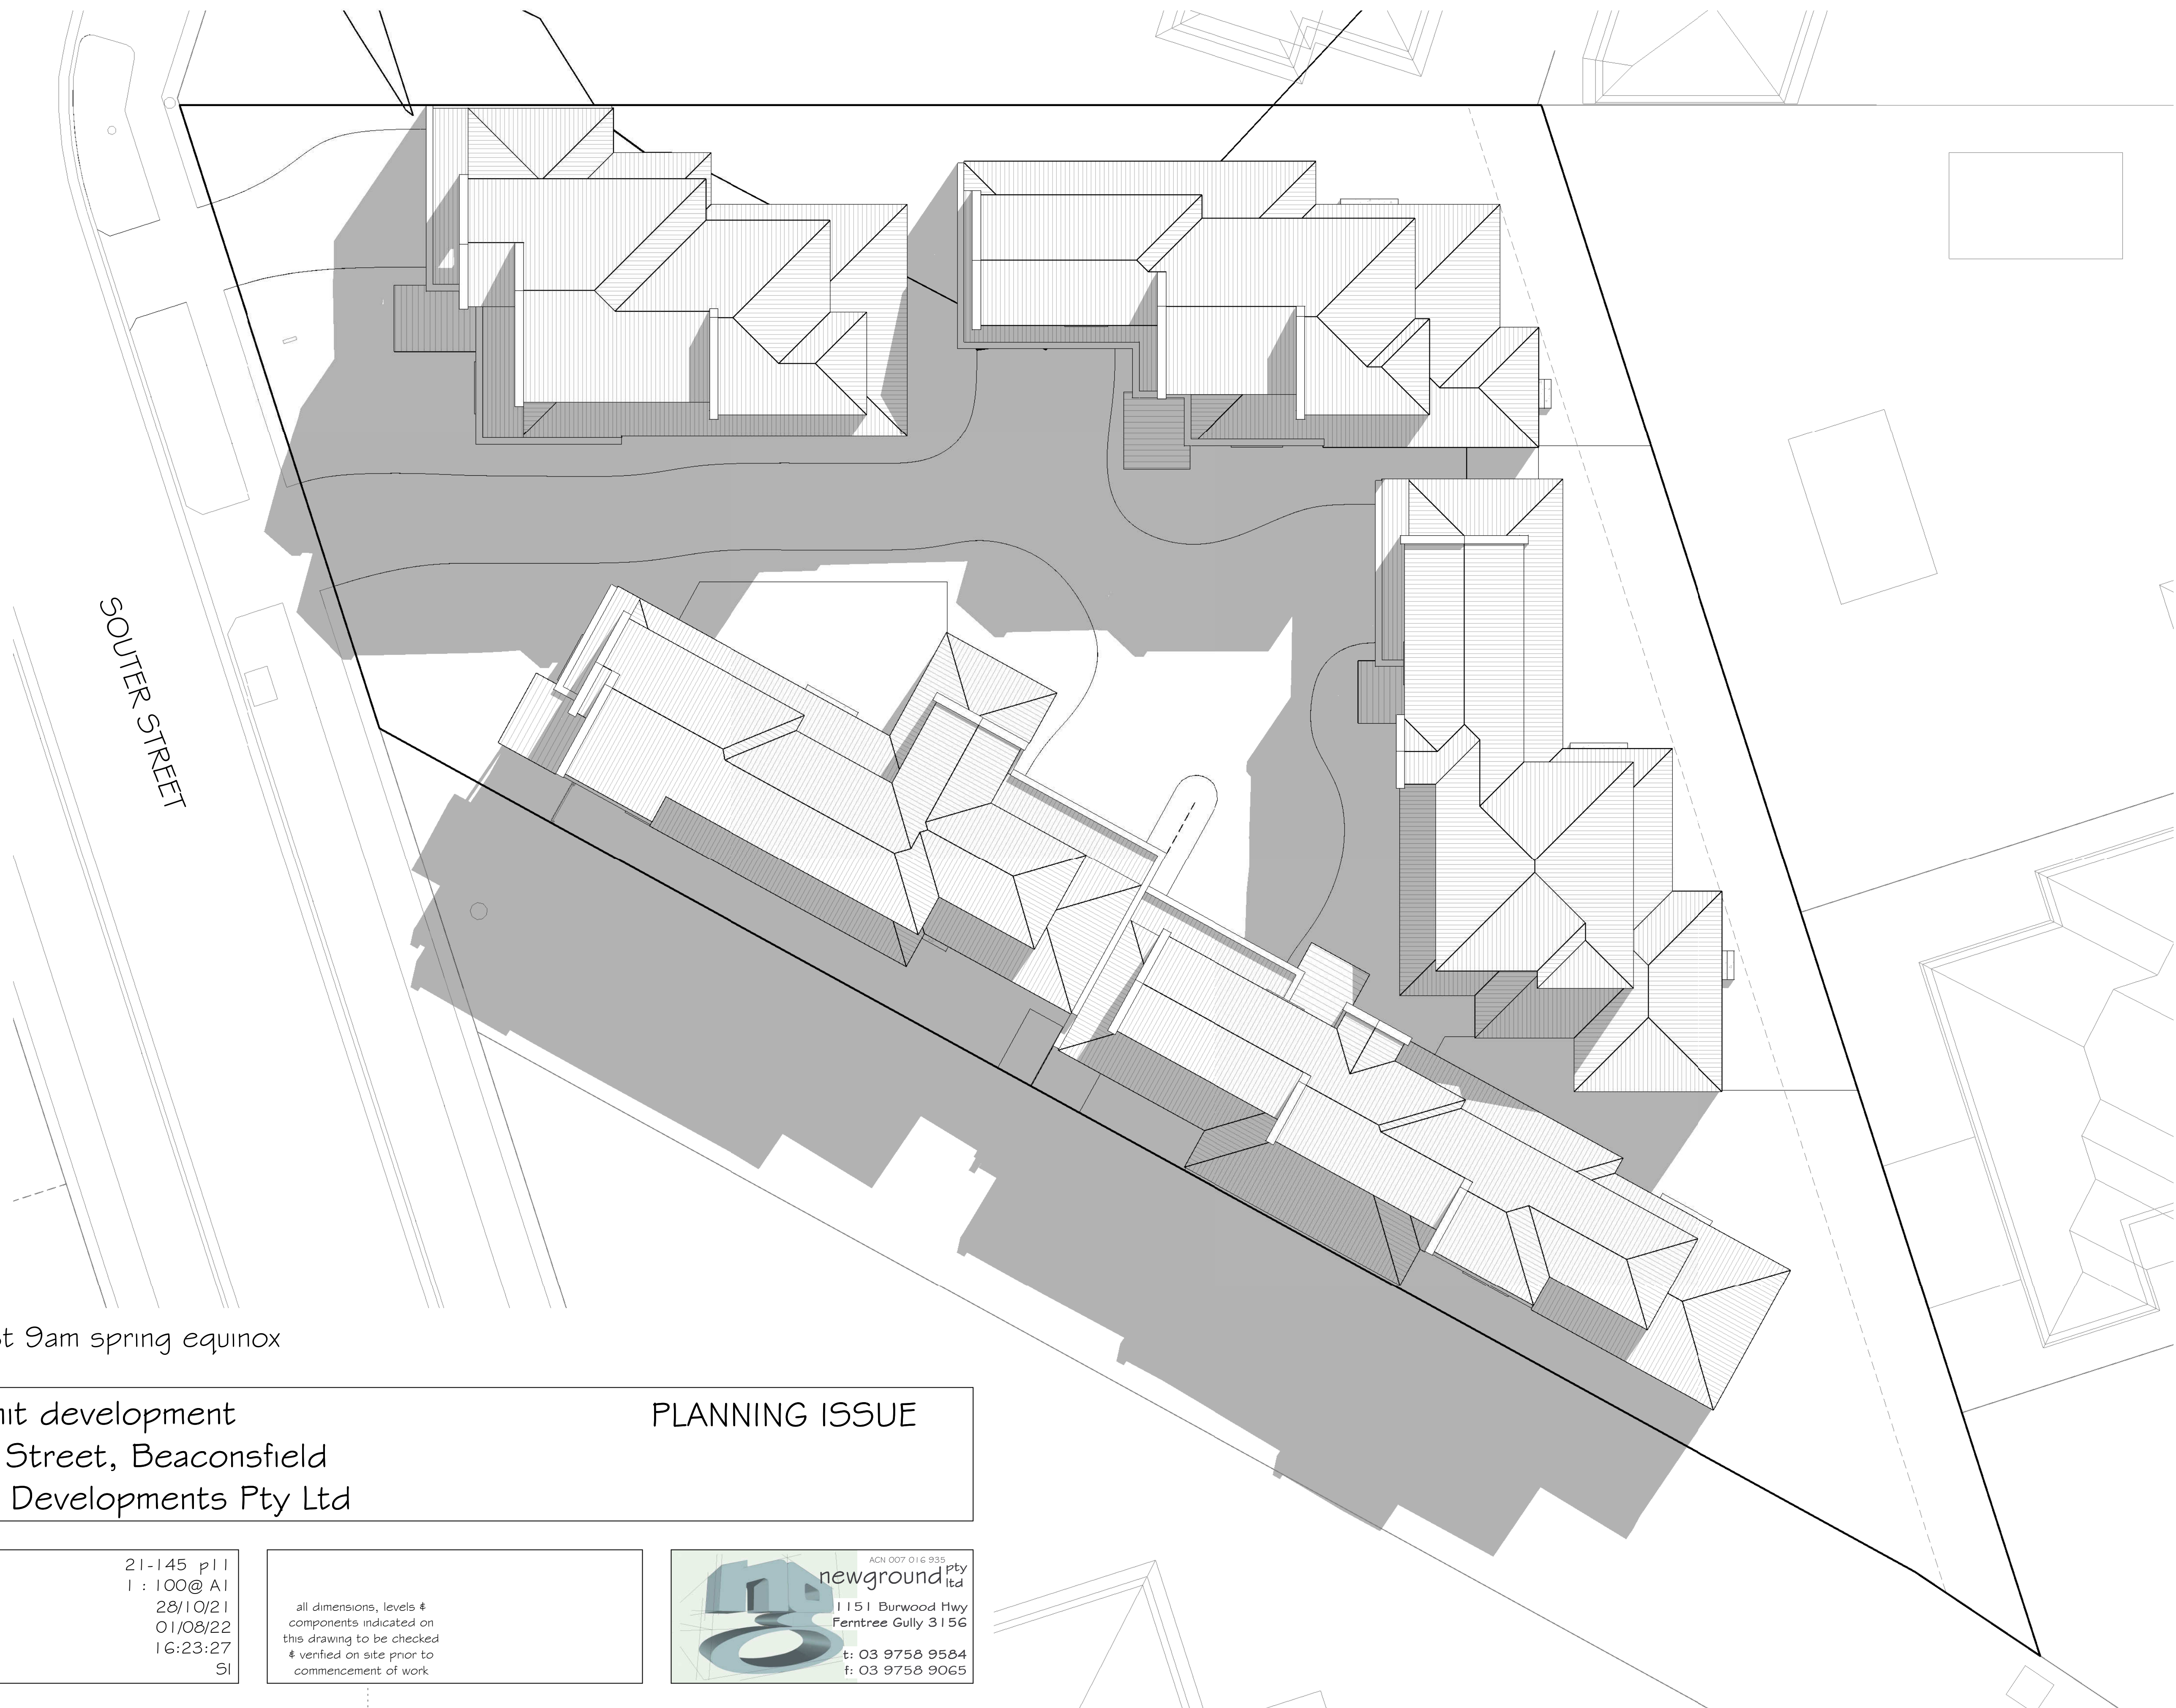 SOUTER STREET
9am spring equinox
development
PLANNING ISSUE
Street, Beaconsfield
Developments Pty Ltd
21-145 p11
1 : 100@ A1
28/10/21
01/08/22
16:23:27
SI
all dimensions, levels &
components indicated on
this drawing to be checked
& verified on site prior to
commencement of work
ACN 007 016 935
newground pty ltd
1151 Burwood Hwy
Ferntree Gully 3156
t: 03 9758 9584
f: 03 9758 9065